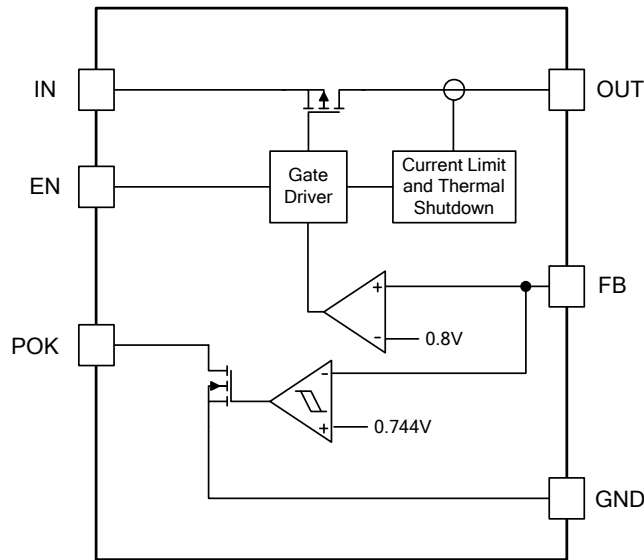 IN
OUT
Gate
Driver
Current Limit
and Thermal
Shutdown
EN
FB
+
-
0.8V
POK
-
+
0.744V
GND